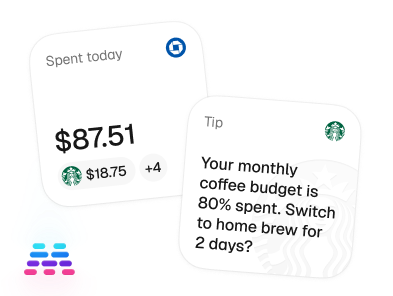 Spent today
$87.51
$18.75
+4
Tip
Your monthly
coffee budget is
80% spent. Switch
to home brew for
2 days?